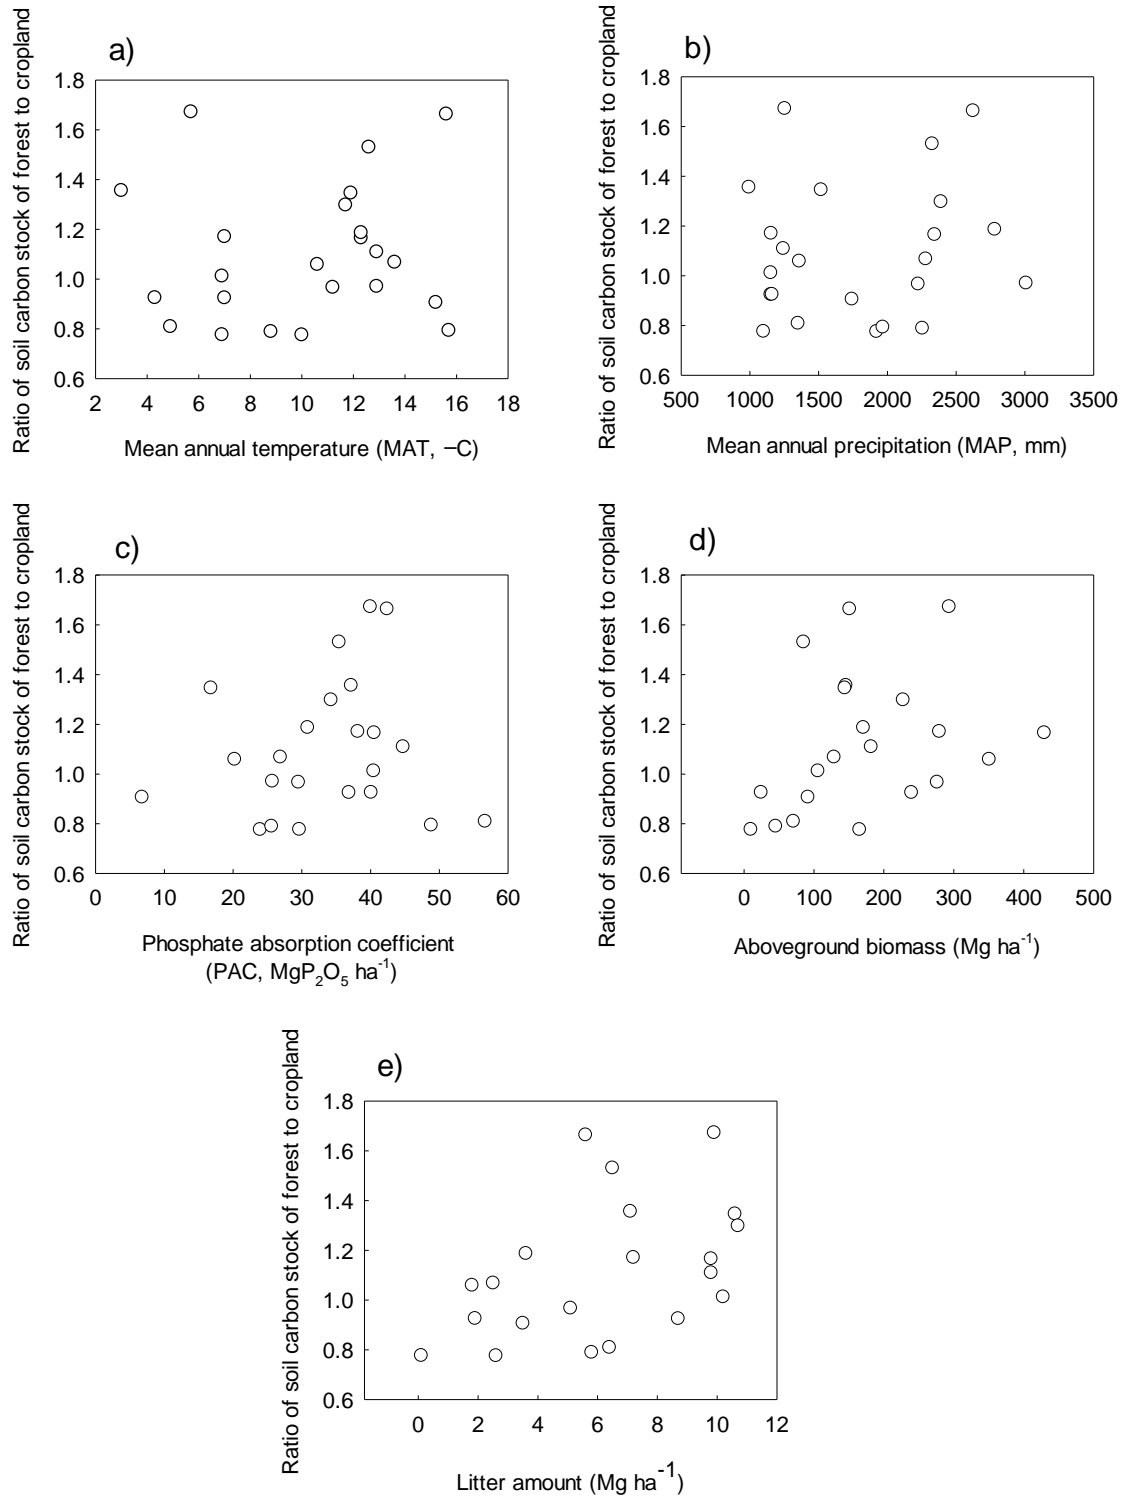 a)
Ratio of soil carbon stock of forest to cropland
1.8
1.6
1.4
1.2
1.0
0.8
0.6
2 4 6 8 10 12 14 16 18
Mean annual temperature (MAT, −C)
b)
Ratio of soil carbon stock of forest to cropland
1.8
1.6
1.4
1.2
1.0
0.8
0.6
500 1000 1500 2000 2500 3000 3500
Mean annual precipitation (MAP, mm)
c)
Ratio of soil carbon stock of forest to cropland
1.8
1.6
1.4
1.2
1.0
0.8
0.6
0 10 20 30 40 50 60
Phosphate absorption coefficient
(PAC, MgP₂O₅ ha⁻¹)
d)
Ratio of soil carbon stock of forest to cropland
1.8
1.6
1.4
1.2
1.0
0.8
0.6
0 100 200 300 400 500
Aboveground biomass (Mg ha⁻¹)
e)
Ratio of soil carbon stock of forest to cropland
1.8
1.6
1.4
1.2
1.0
0.8
0.6
0 2 4 6 8 10 12
Litter amount (Mg ha⁻¹)